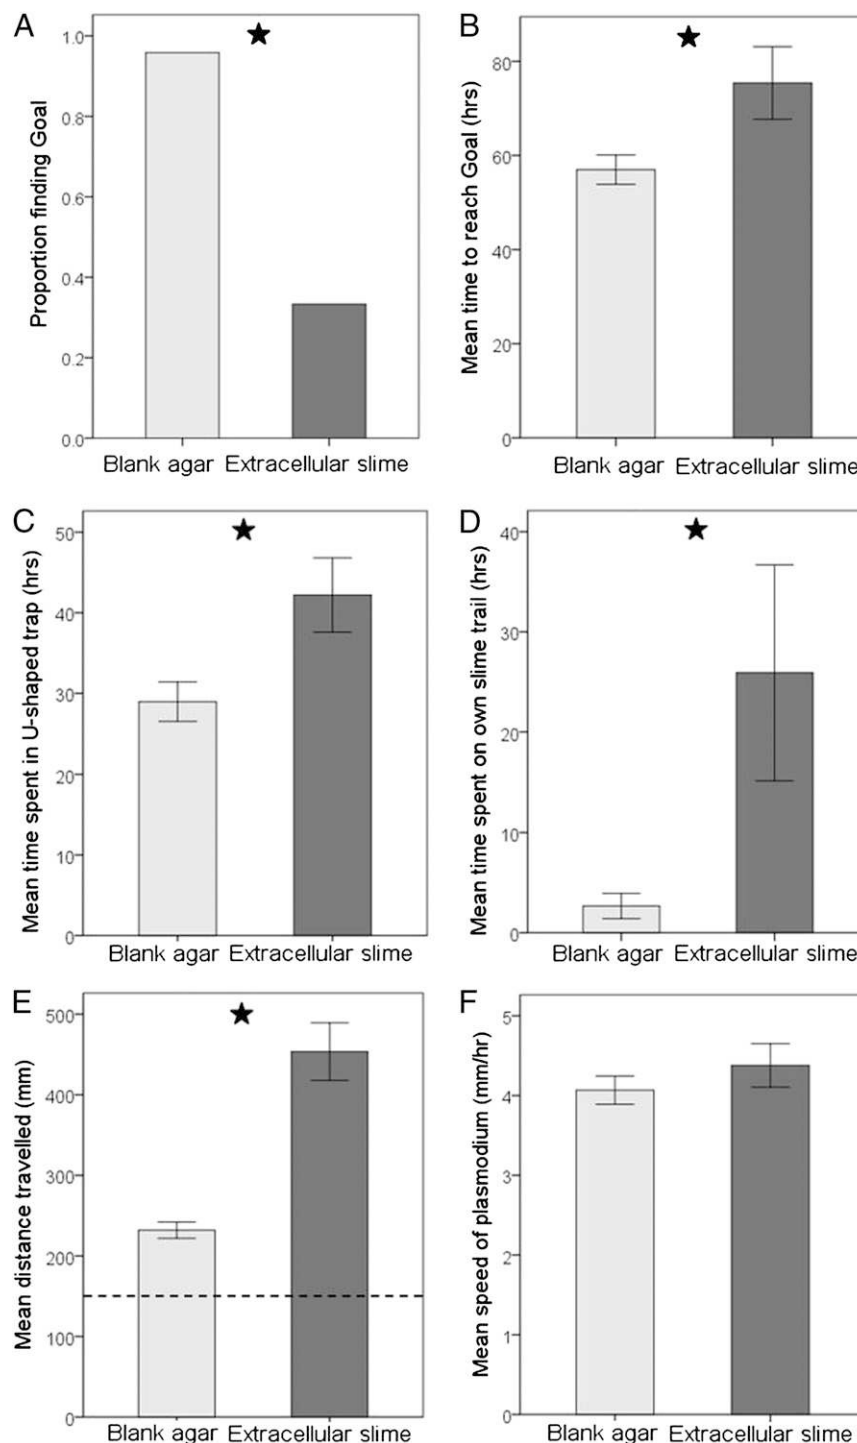 A
Proportion finding Goal
1.0
0.8
0.6
0.4
0.2
0.0
Blank agar Extracellular slime
B
Mean time to reach Goal (hrs)
80
60
40
20
0
Blank agar Extracellular slime
C
Mean time spent in U-shaped trap (hrs)
50
40
30
20
10
0
Blank agar Extracellular slime
D
Mean time spent on own slime trail (hrs)
40
30
20
10
0
Blank agar Extracellular slime
E
Mean distance travelled (mm)
500
400
300
200
100
0
Blank agar Extracellular slime
F
Mean speed of plasmodium (mm/hr)
5
4
3
2
1
0
Blank agar Extracellular slime